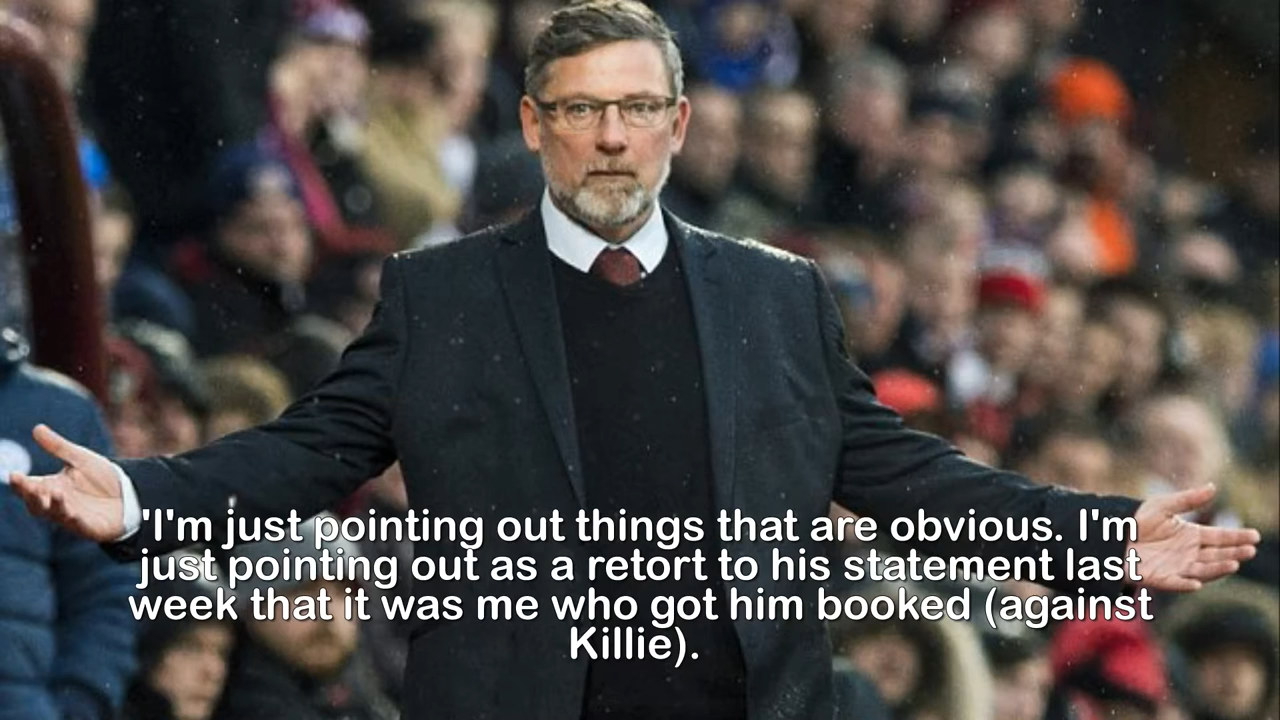 'I'm just pointing out things that are obvious. I'm
just pointing out as a retort to his statement last
week that it was me who got him booked (against
Killie).